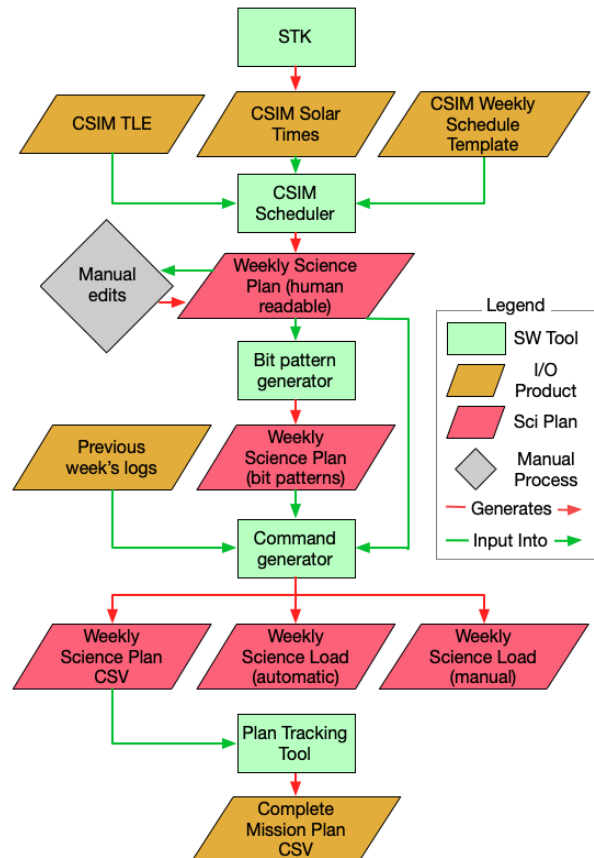 STK
CSIM TLE
CSIM Solar
Times
CSIM Weekly
Schedule
Template
CSIM
Scheduler
Manual
edits
Weekly Science
Plan (human
readable)
Bit pattern
generator
Previous
week's logs
Weekly
Science Plan
(bit patterns)
Command
generator
Weekly
Science Plan
CSV
Weekly
Science Load
(automatic)
Weekly
Science Load
(manual)
Plan Tracking
Tool
Complete
Mission Plan
CSV
Legend
SW Tool
I/O
Product
Sci Plan
Manual
Process
Generates
Input Into